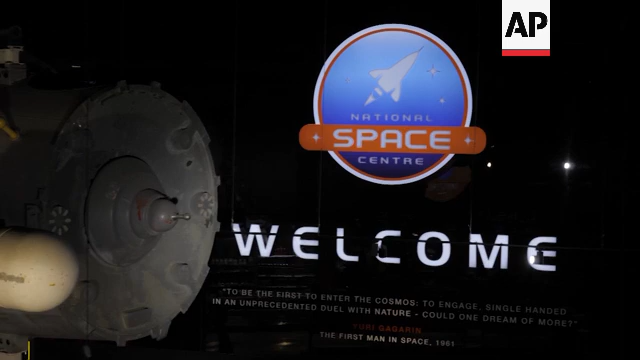 AP
NATIONAL
SPACE
CENTRE
WELCOME
"TO BE THE FIRST TO ENTER THE COSMOS: TO ENGAGE, SINGLE HANDED
IN AN UNPRECEDENTED DUEL WITH NATURE - COULD ONE DREAM OF MORE?"
YURI GAGARIN
THE FIRST MAN IN SPACE, 1961